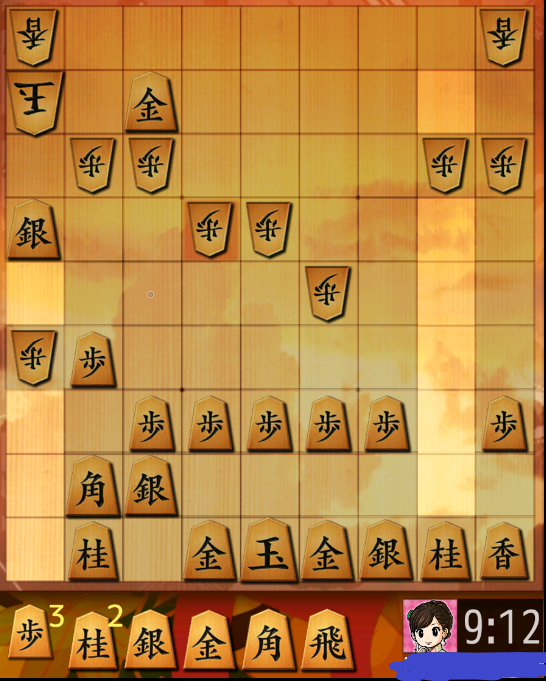 香 香
玉 金
歩 歩 歩 歩
銀 歩 歩
歩
歩 歩
歩 歩 歩 歩 歩 歩
角 銀
桂 金 玉 金 銀 桂 香
歩 3 桂 2 銀 金 角 飛 9:12